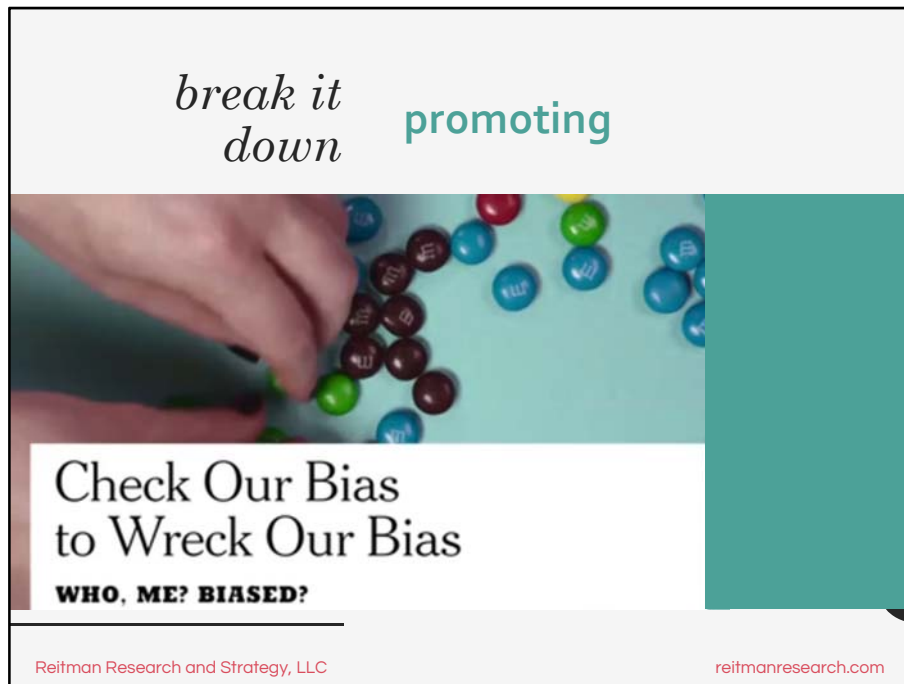 break it
down
promoting
Check Our Bias
to Wreck Our Bias
WHO, ME? BIASED?
Reitman Research and Strategy, LLC
reitmanresearch.com